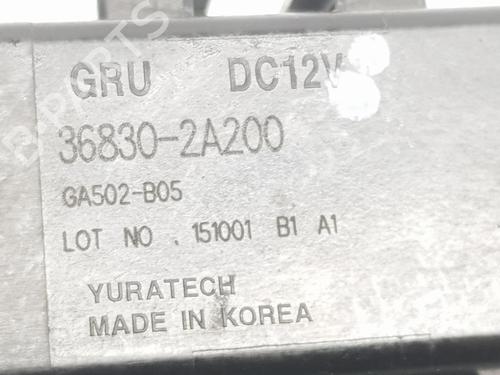 GRU DC12V
36830-2A200
GA502-B05
LOT NO . 151001 B1 A1
YURATECH
MADE IN KOREA